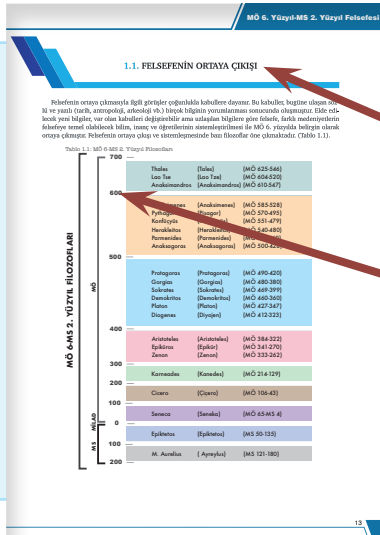 MÖ 6. Yüzyıl-MS 2. Yüzyıl Felsefesi
1.1. FELSEFENİN ORTAYA ÇIKIŞI
Felsefenin ortaya çıkmasıyla ilgili görüşler çoğunlukla kabullere dayanır. Bu kabuller, bugüne ulaşan söz-
lü ve yazılı (tarih, antropoloji, arkeoloji vb.) birçok bilginin yorumlanması sonucunda oluşmuştur. Elde edi-
lecek yeni bilgiler, var olan kabulleri değiştirebilir ama uzlaşılan bilgilere göre felsefe, farklı medeniyetlerin
felsefeye temel olabilecek bilim, inanç ve öğretilerinin sistemleştirilmesi ile MÖ 6. yüzyılda belirgin olarak
ortaya çıkmıştır. Felsefenin ortaya çıkışı ve sistemleşmesinde bazı filozoflar öne çıkmaktadır. (Tablo 1.1).
Tablo 1.1: MÖ 6-MS 2. Yüzyıl Filozofları
MÖ 6-MS 2. YÜZYIL FİLOZOFLARI
MÖ
MİLAD
MS
700
Thales (Tales) (MÖ 625-546)
Lao Tse (Lao Tze) (MÖ 604-520)
Anaksimandros (Anaksimandros) (MÖ 610-547)
600
(Aksimenes) (MÖ 585-528)
(Pisagor) (MÖ 570-495)
Konfüçyüs (MÖ 551-479)
Herakleitos 540-480)
Parmenides (Parmenides)
Anaksagoras (Anaksagoras) (MÖ
500
Protagoras (Pratagoras) (MÖ 490-420)
Gorgias (Gorgias) (MÖ 480-380)
Sokrates (Sokrates) (MÖ 469-399)
Demokritos (Demokritos) (MÖ 460-360)
Platon (Platon) (MÖ 427-347)
Diogenes (Diyojen) (MÖ 412-323)
400
Aristoteles (Aristoteles) (MÖ 384-322)
Epiküros (Epikür) (MÖ 341-270)
Zenon (Zenon) (MÖ 333-262)
300
Karneades (Kanedes) (MÖ 214-129)
200
Cicero (Çiçero) (MÖ 106-43)
100
Seneca (Seneka) (MÖ 65-MS 4)
0
Epiktetos (Epiktetos) (MS 50-135)
100
M. Aurelius ( Avreylus) (MS 121-180)
200
13